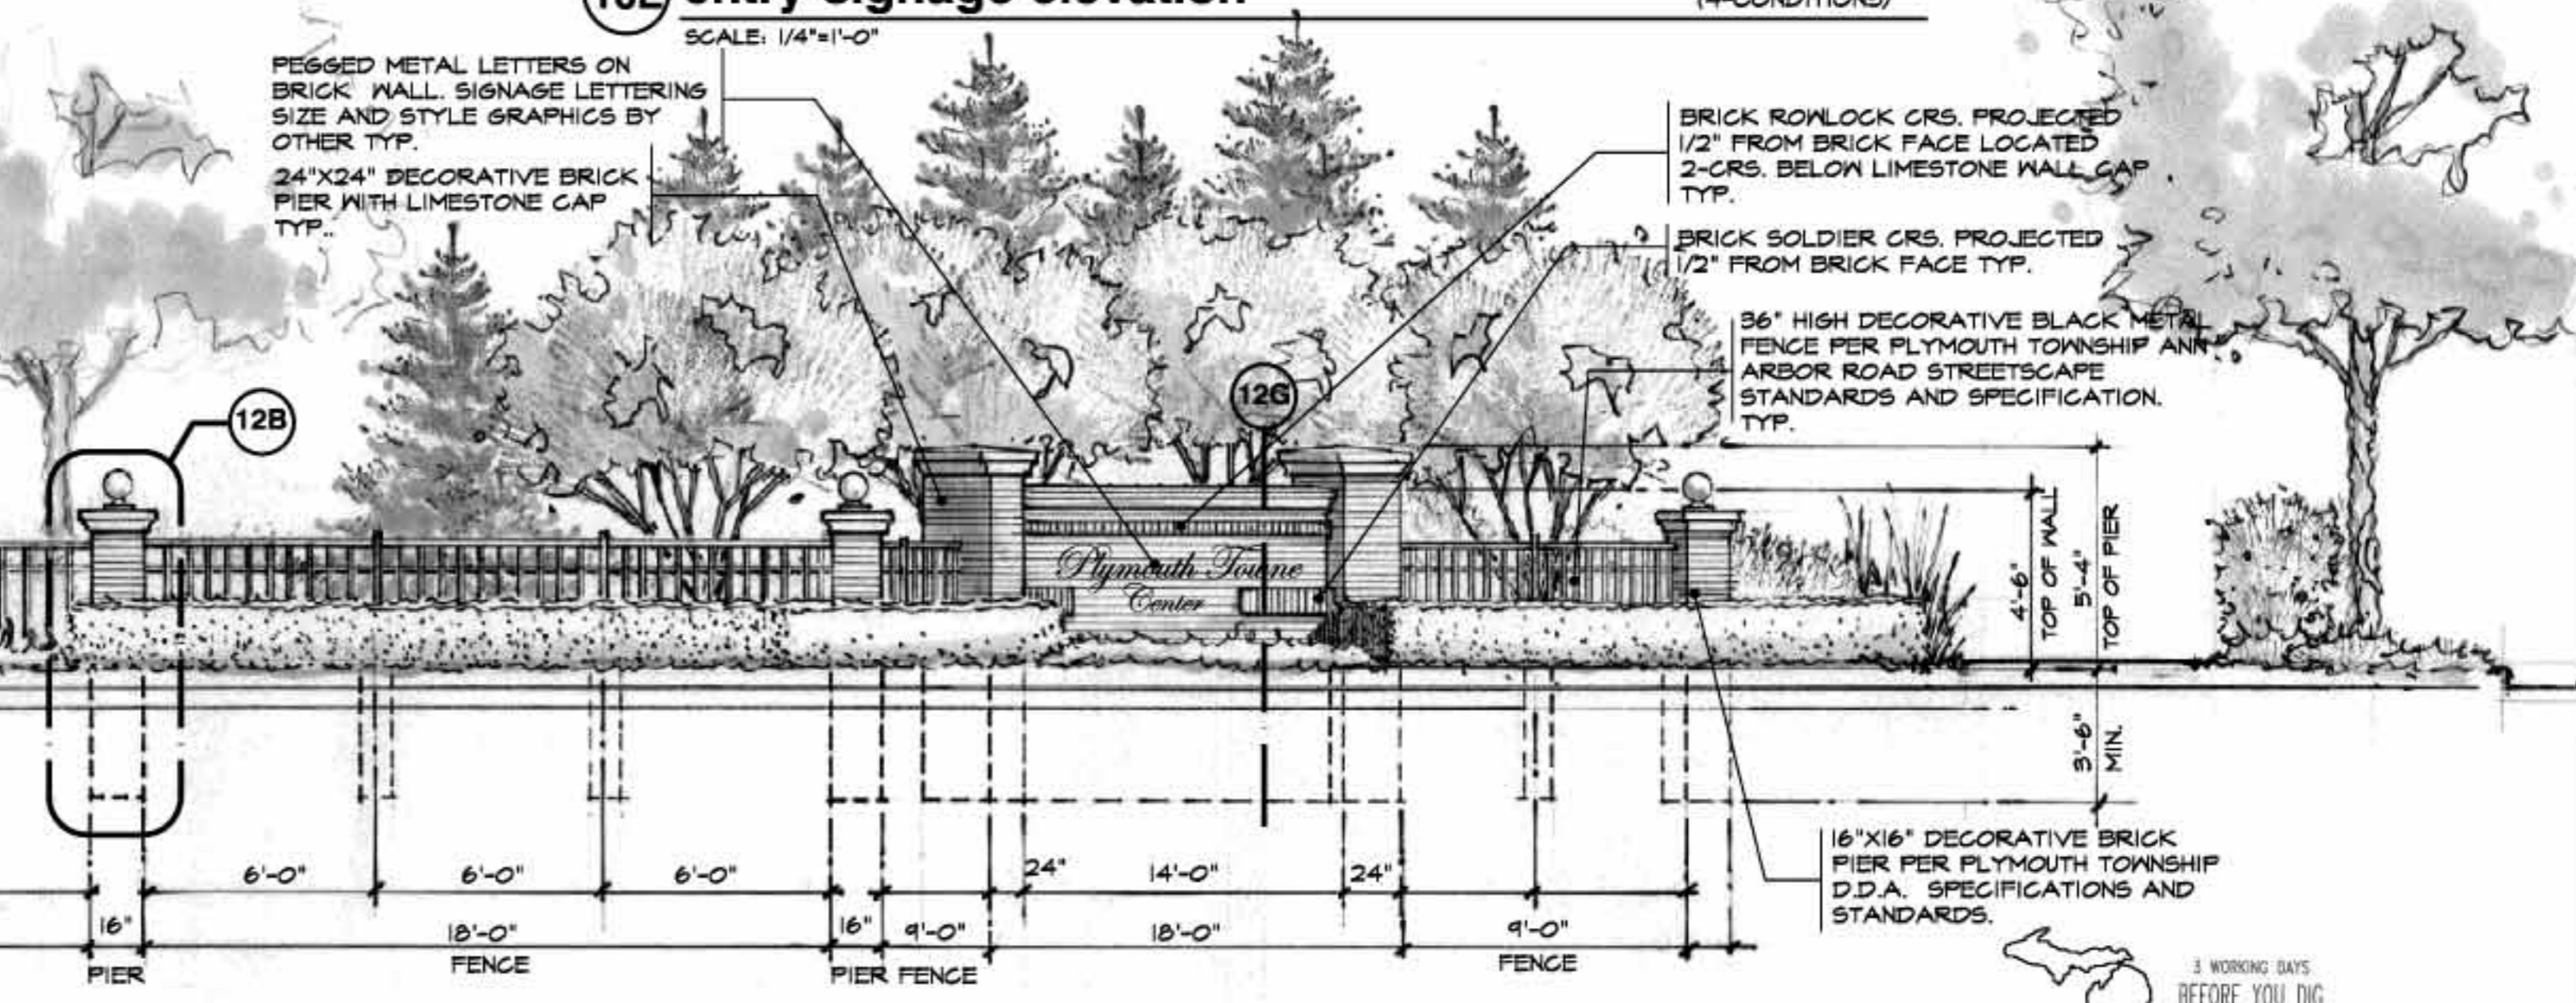 entry signage elevation
(4-CONDITIONS)
SCALE: 1/4"=1'-0"
PEGGED METAL LETTERS ON
BRICK WALL. SIGNAGE LETTERING
SIZE AND STYLE GRAPHICS BY
OTHER TYP.
24"X24" DECORATIVE BRICK
PIER WITH LIMESTONE CAP
TYP..
BRICK ROWLOCK CRS. PROJECTED
1/2" FROM BRICK FACE LOCATED
2-CRS. BELOW LIMESTONE WALL CAP
TYP.
BRICK SOLDIER CRS. PROJECTED
1/2" FROM BRICK FACE TYP.
36" HIGH DECORATIVE BLACK METAL
FENCE PER PLYMOUTH TOWNSHIP ANN
ARBOR ROAD STREETSCAPE
STANDARDS AND SPECIFICATION.
TYP.
12B
12G
Plymouth Towne
Center
4'-6"
TOP OF WALL
5'-4"
TOP OF PIER
3'-6"
MIN.
16"X16" DECORATIVE BRICK
PIER PER PLYMOUTH TOWNSHIP
D.D.A. SPECIFICATIONS AND
STANDARDS.
6'-0" 6'-0" 6'-0" 24" 14'-0" 24"
16" 18'-0" 16" 9'-0" 18'-0" 9'-0"
PIER FENCE PIER FENCE FENCE
3 WORKING DAYS
BEFORE YOU DIG